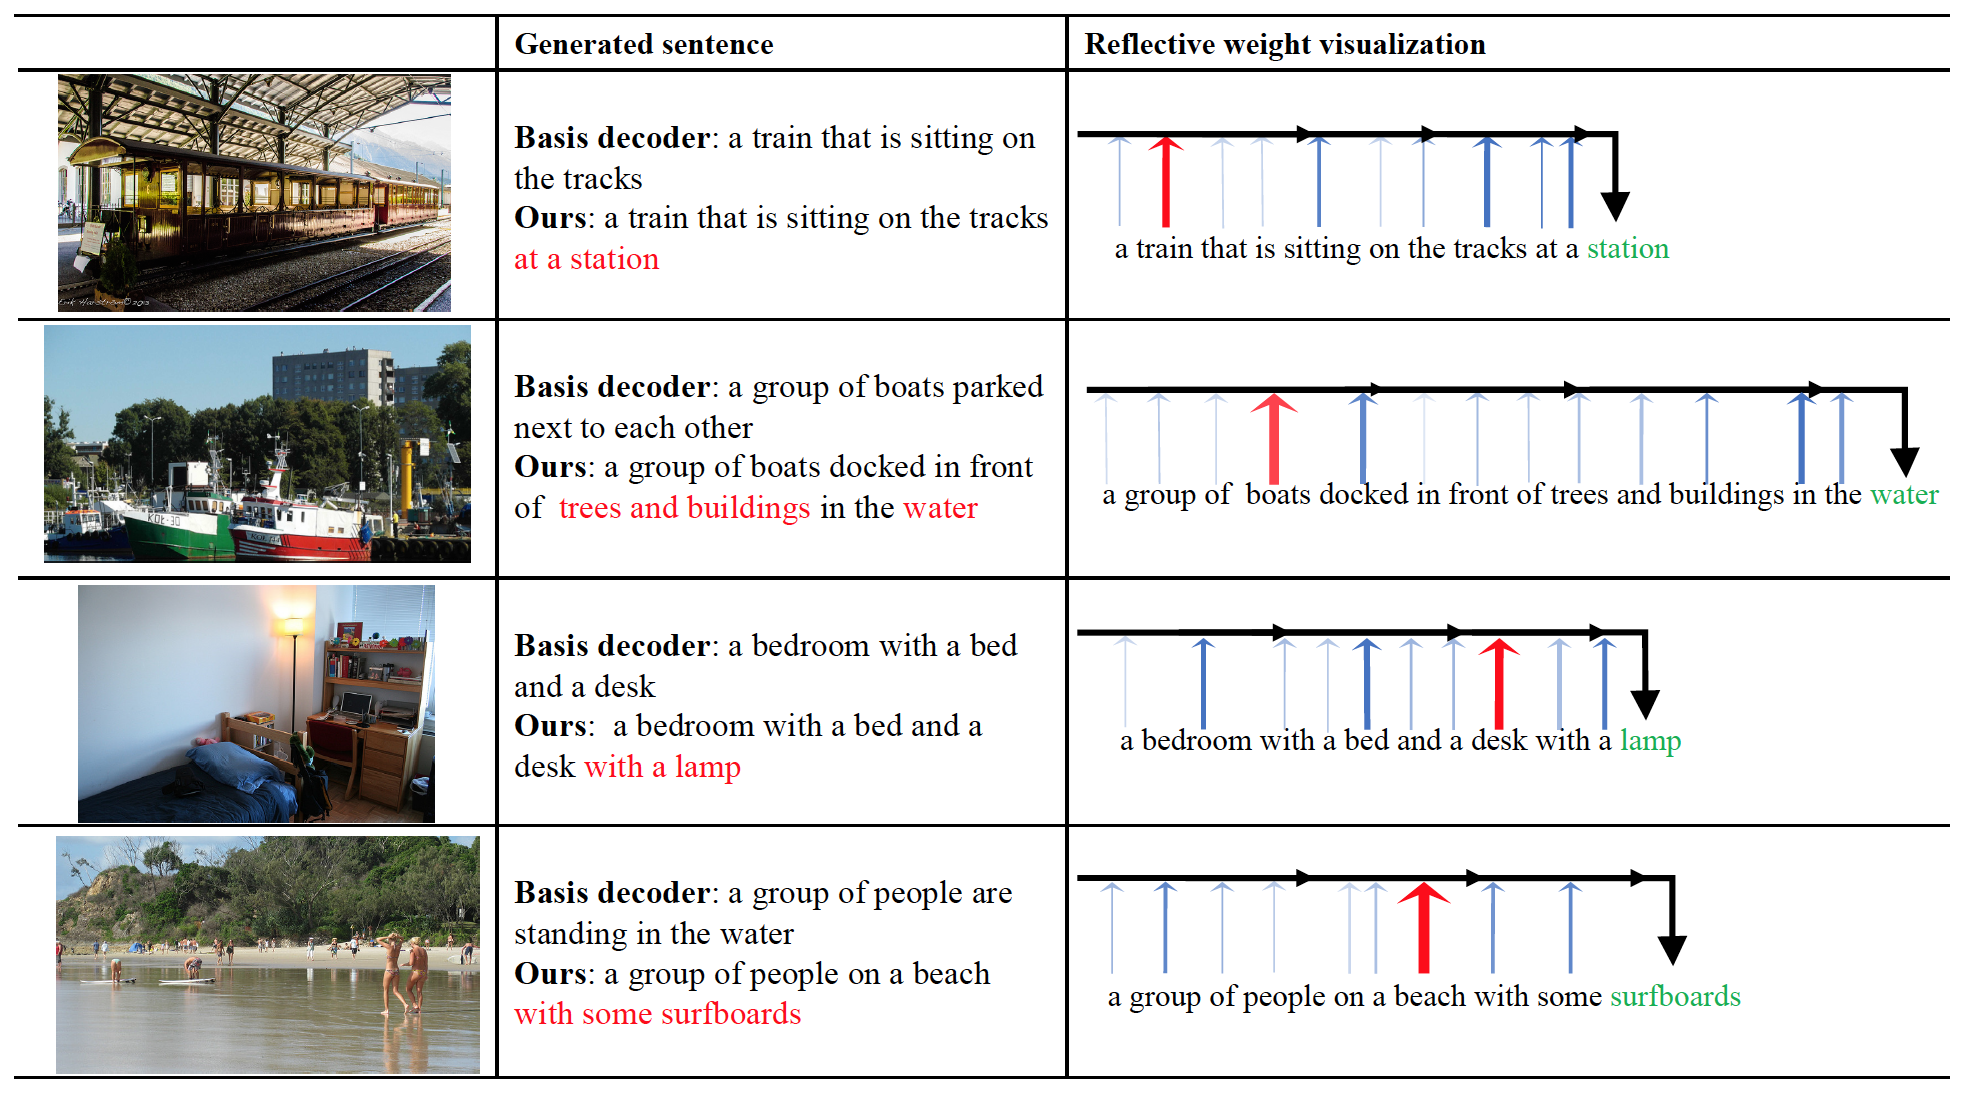 Generated sentence
Reflective weight visualization
Basis decoder: a train that is sitting on
the tracks
Ours: a train that is sitting on the tracks
at a station
a train that is sitting on the tracks at a station
Erik Hartström© 2013
Basis decoder: a group of boats parked
next to each other
Ours: a group of boats docked in front
of trees and buildings in the water
a group of boats docked in front of trees and buildings in the water
KOŁ-30
Basis decoder: a bedroom with a bed
and a desk
Ours: a bedroom with a bed and a
desk with a lamp
a bedroom with a bed and a desk with a lamp
Basis decoder: a group of people are
standing in the water
Ours: a group of people on a beach
with some surfboards
a group of people on a beach with some surfboards